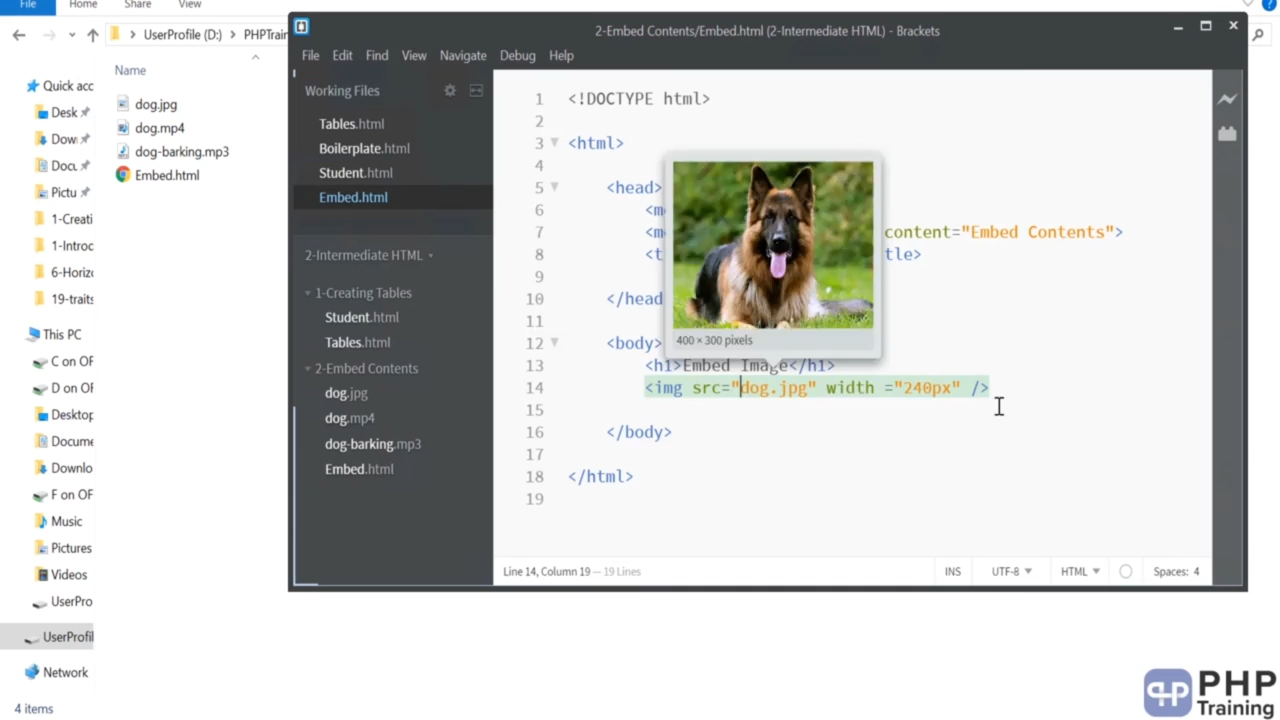 File Home Share View
UserProfile (D:) PHPTrain
Name
dog.jpg
dog.mp4
dog-barking.mp3
Embed.html
Quick acc
Desk
Dow
Docu
Pictu
1-Creati
1-Introc
6-Horizo
19-traits
This PC
C on OF
D on OF
Desktop
Docume
Downlo
F on OF
Music
Pictures
Videos
UserPro
UserProfil
Network
4 items
2-Embed Contents/Embed.html (2-Intermediate HTML) - Brackets
File Edit Find View Navigate Debug Help
Working Files
Tables.html
Boilerplate.html
Student.html
Embed.html
2-Intermediate HTML
1-Creating Tables
Student.html
Tables.html
2-Embed Contents
dog.jpg
dog.mp4
dog-barking.mp3
Embed.html
1 <!DOCTYPE html>
2
3 <html>
4
5 <head>
6 <m
7 <m content="Embed Contents">
8 <t tle>
9
10 </head
11
12 <body>
13 <h1>Embed Image</h1>
14 <img src="dog.jpg" width ="240px" />
15
16 </body>
17
18 </html>
19
400 × 300 pixels
Line 14, Column 19 — 19 Lines
INS UTF-8 HTML Spaces: 4
PHP
Training